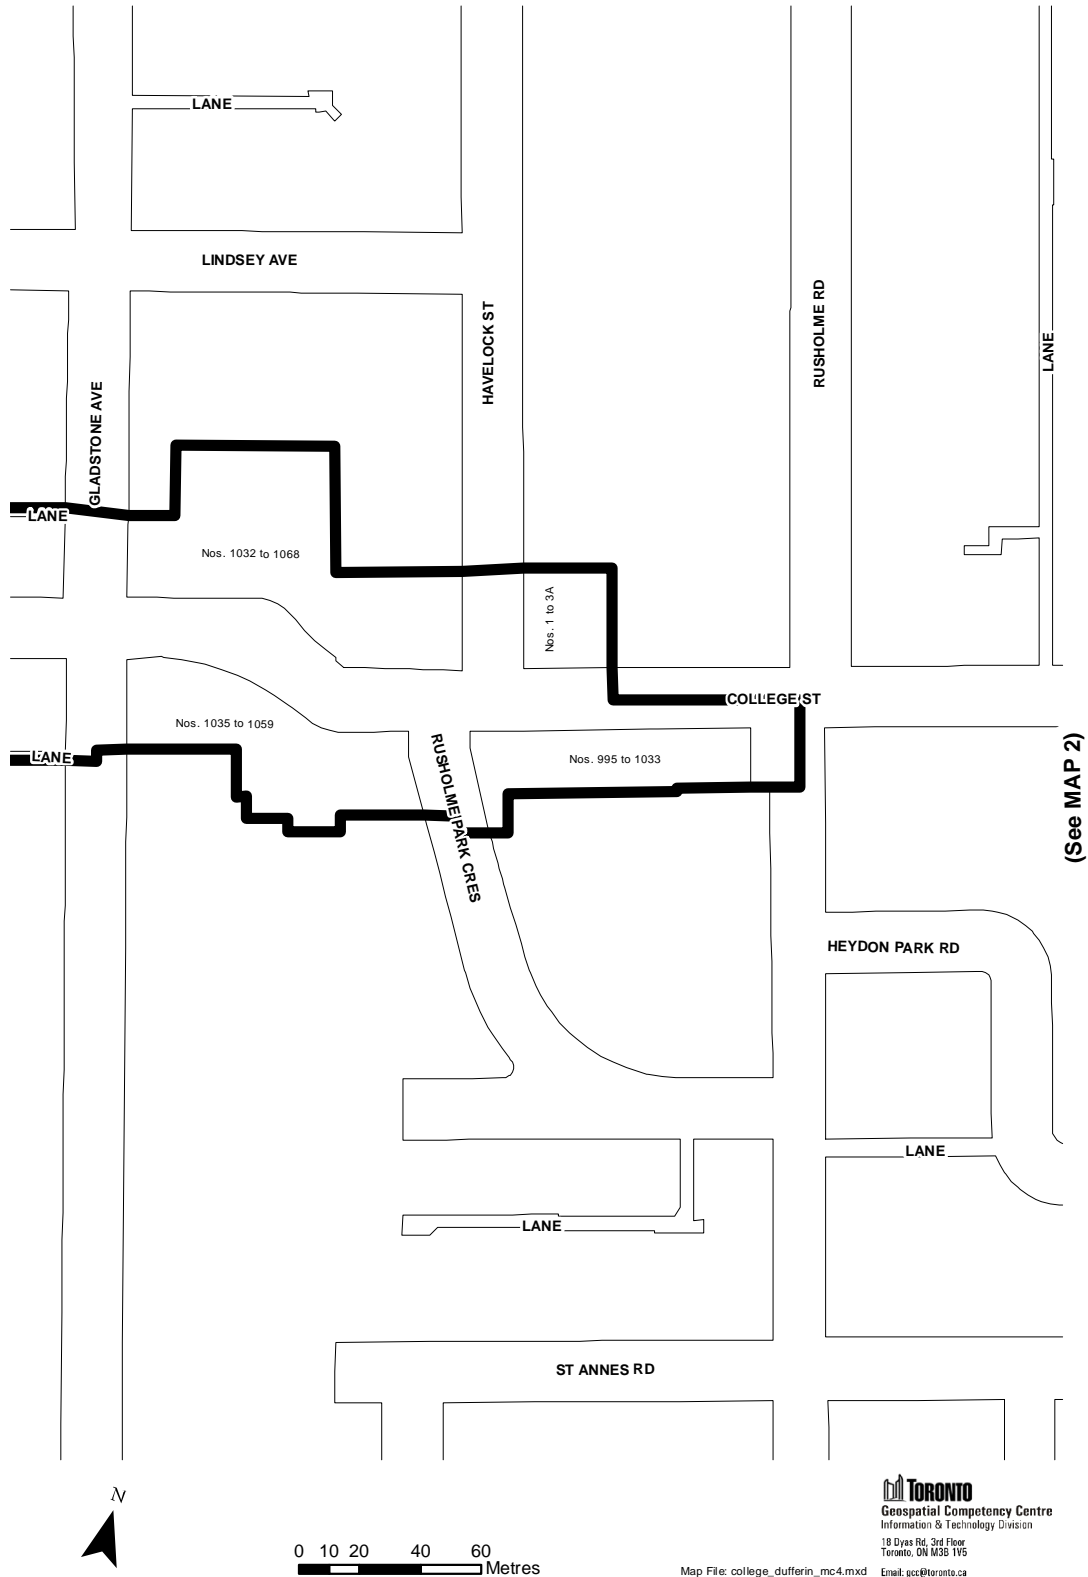 LANE
LINDSEY AVE
HAVELOCK ST
RUSHOLME RD
LANE
GLADSTONE AVE
LANE
Nos. 1032 to 1068
Nos. 1 to 3A
COLLEGE ST
Nos. 1035 to 1059
LANE
RUSHOLME PARK CRES
Nos. 995 to 1033
(See MAP 2)
HEYDON PARK RD
LANE
LANE
ST ANNES RD
N
0 10 20 40 60
Metres
TORONTO
Geospatial Competency Centre
Information & Technology Division
18 Dyas Rd, 3rd Floor
Toronto, ON M3B 1V5
Map File: college_dufferin_mc4.mxd
Email: gcc@toronto.ca